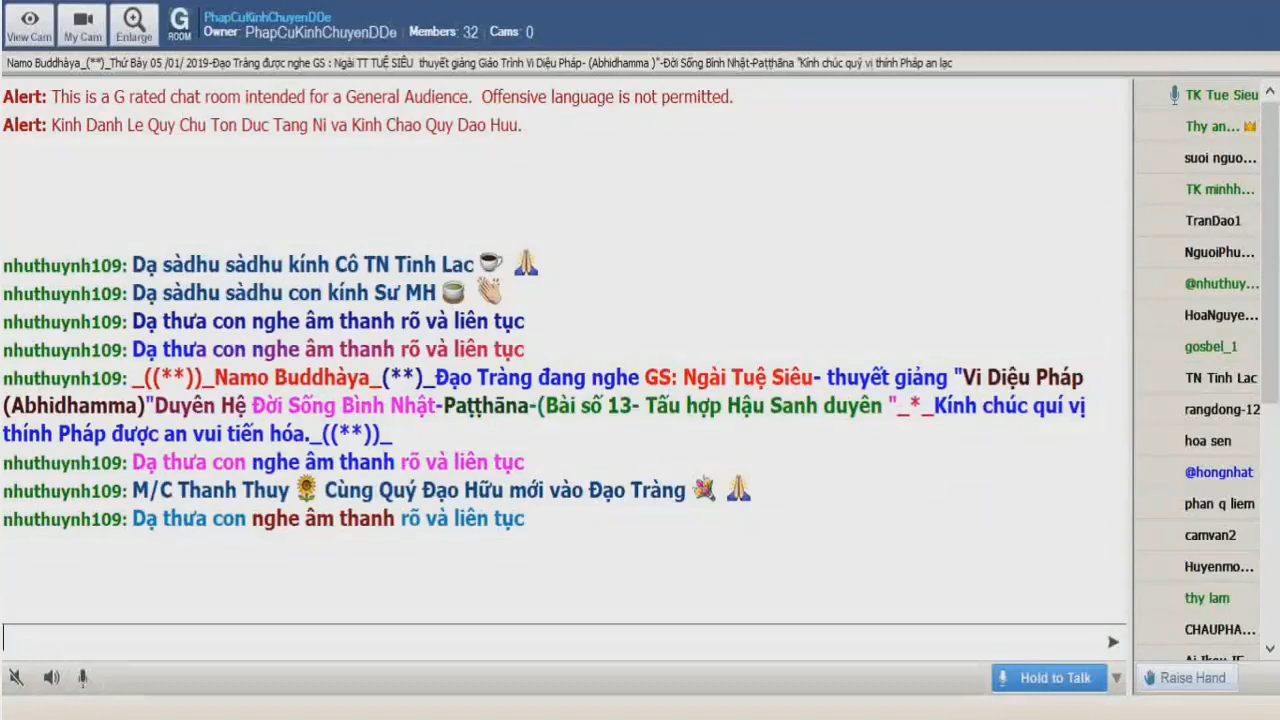 View Cam
My Cam
Enlarge
G
ROOM
PhapCuKinhChuyenDDe
Owner: PhapCuKinhChuyenDDe Members: 32 Cams: 0
Namo Buddhàya_(**)_Thứ Bảy 05 /01/ 2019-Đạo Tràng được nghe GS : Ngài TT TUỆ SIÊU thuyết giảng Giáo Trình Vi Diệu Pháp- (Abhidhamma )"-Đời Sống Bình Nhật-Paṭṭhāna "Kính chúc quý vị thính Pháp an lạc
Alert: This is a G rated chat room intended for a General Audience. Offensive language is not permitted.
Alert: Kinh Danh Le Quy Chu Ton Duc Tang Ni va Kinh Chao Quy Dao Huu.
nhuthuynh109: Dạ sàdhu sàdhu kính Cô TN Tinh Lac
nhuthuynh109: Dạ sàdhu sàdhu con kính Sư MH
nhuthuynh109: Dạ thưa con nghe âm thanh rõ và liên tục
nhuthuynh109: Dạ thưa con nghe âm thanh rõ và liên tục
nhuthuynh109: _((**))_Namo Buddhàya_(**)_Đạo Tràng đang nghe GS: Ngài Tuệ Siêu- thuyết giảng "Vi Diệu Pháp
(Abhidhamma)"Duyên Hệ Đời Sống Bình Nhật-Paṭṭhāna-(Bài số 13- Tấu hợp Hậu Sanh duyên "_*_Kính chúc quí vị
thính Pháp được an vui tiến hóa._((**))_
nhuthuynh109: Dạ thưa con nghe âm thanh rõ và liên tục
nhuthuynh109: M/C Thanh Thuy Cùng Quý Đạo Hữu mới vào Đạo Tràng
nhuthuynh109: Dạ thưa con nghe âm thanh rõ và liên tục
Hold to Talk
TK Tue Sieu
Thy an...
suoi nguo...
TK minhh...
TranDao1
NguoiPhu...
@nhuthuy...
HoaNguye...
gosbel_1
TN Tinh Lac
rangdong-12
hoa sen
@hongnhat
phan q liem
camvan2
Huyenmo...
thy lam
CHAUPHA...
Raise Hand